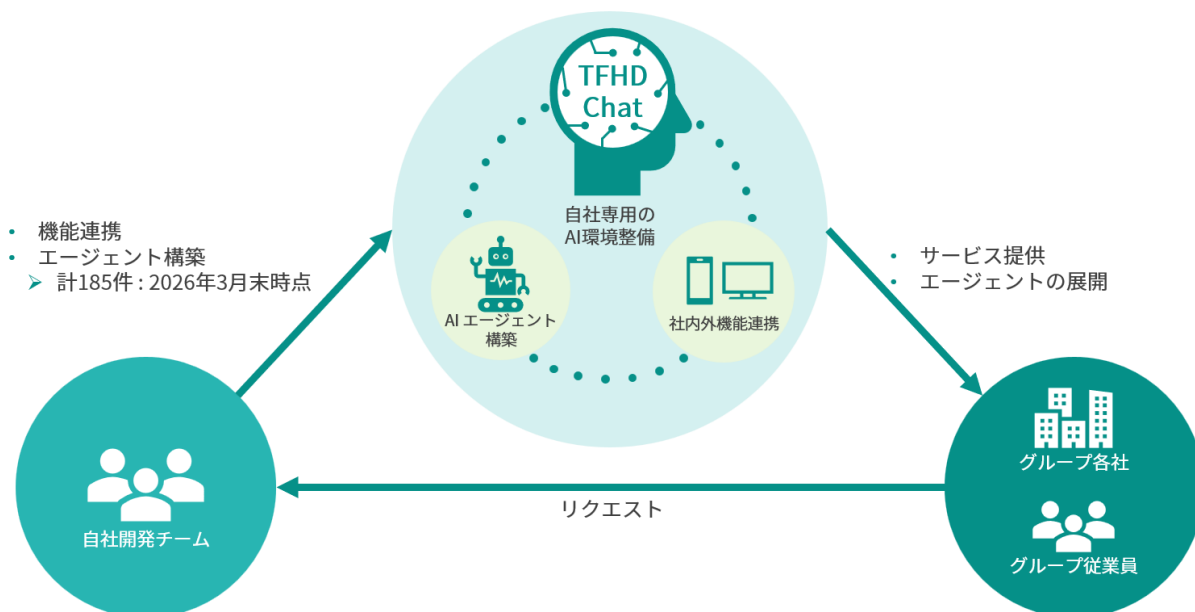 TFHD
Chat
自社専用の
AI環境整備
・ 機能連携
・ エージェント構築
➢ 計185件 : 2026年3月末時点
・ サービス提供
・ エージェントの展開
AI エージェント
構築
社内外機能連携
グループ各社
リクエスト
自社開発チーム
グループ従業員